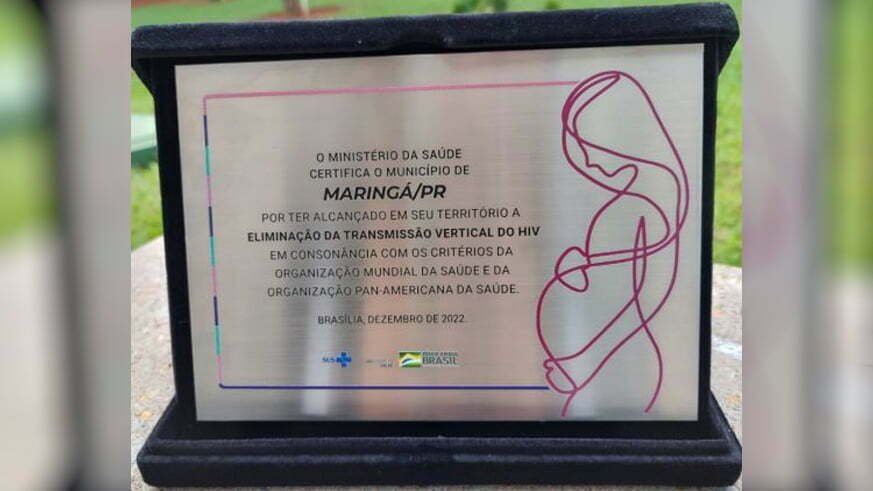 O MINISTÉRIO DA SAÚDE
CERTIFICA O MUNICÍPIO DE
MARINGÁ/PR
POR TER ALCANÇADO EM SEU TERRITÓRIO A
ELIMINAÇÃO DA TRANSMISSÃO VERTICAL DO HIV
EM CONSONÂNCIA COM OS CRITÉRIOS DA
ORGANIZAÇÃO MUNDIAL DA SAÚDE E DA
ORGANIZAÇÃO PAN-AMERICANA DA SAÚDE.
BRASÍLIA, DEZEMBRO DE 2022.
SUS BRASIL